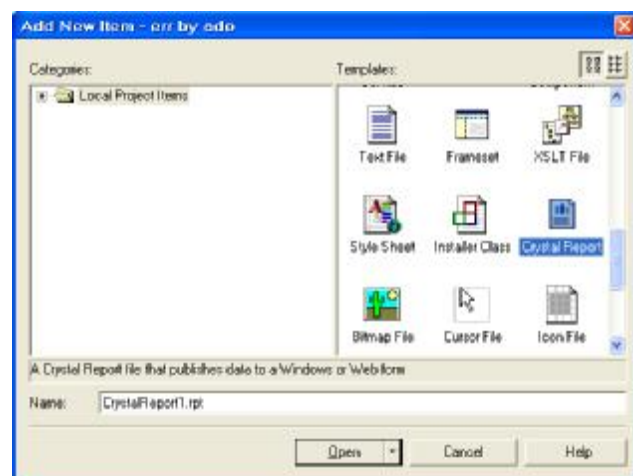 Add New Item - err by ado
Categories:
Templates:
Local Project Items
Text File
Frameset
XSLT File
Style Sheet
Installer Class
Crystal Report
Bitmap File
Cursor File
Icon File
A Crystal Report file that publishes data to a Windows or Web form
Name:
CrystalReport1.rpt
Open
Cancel
Help